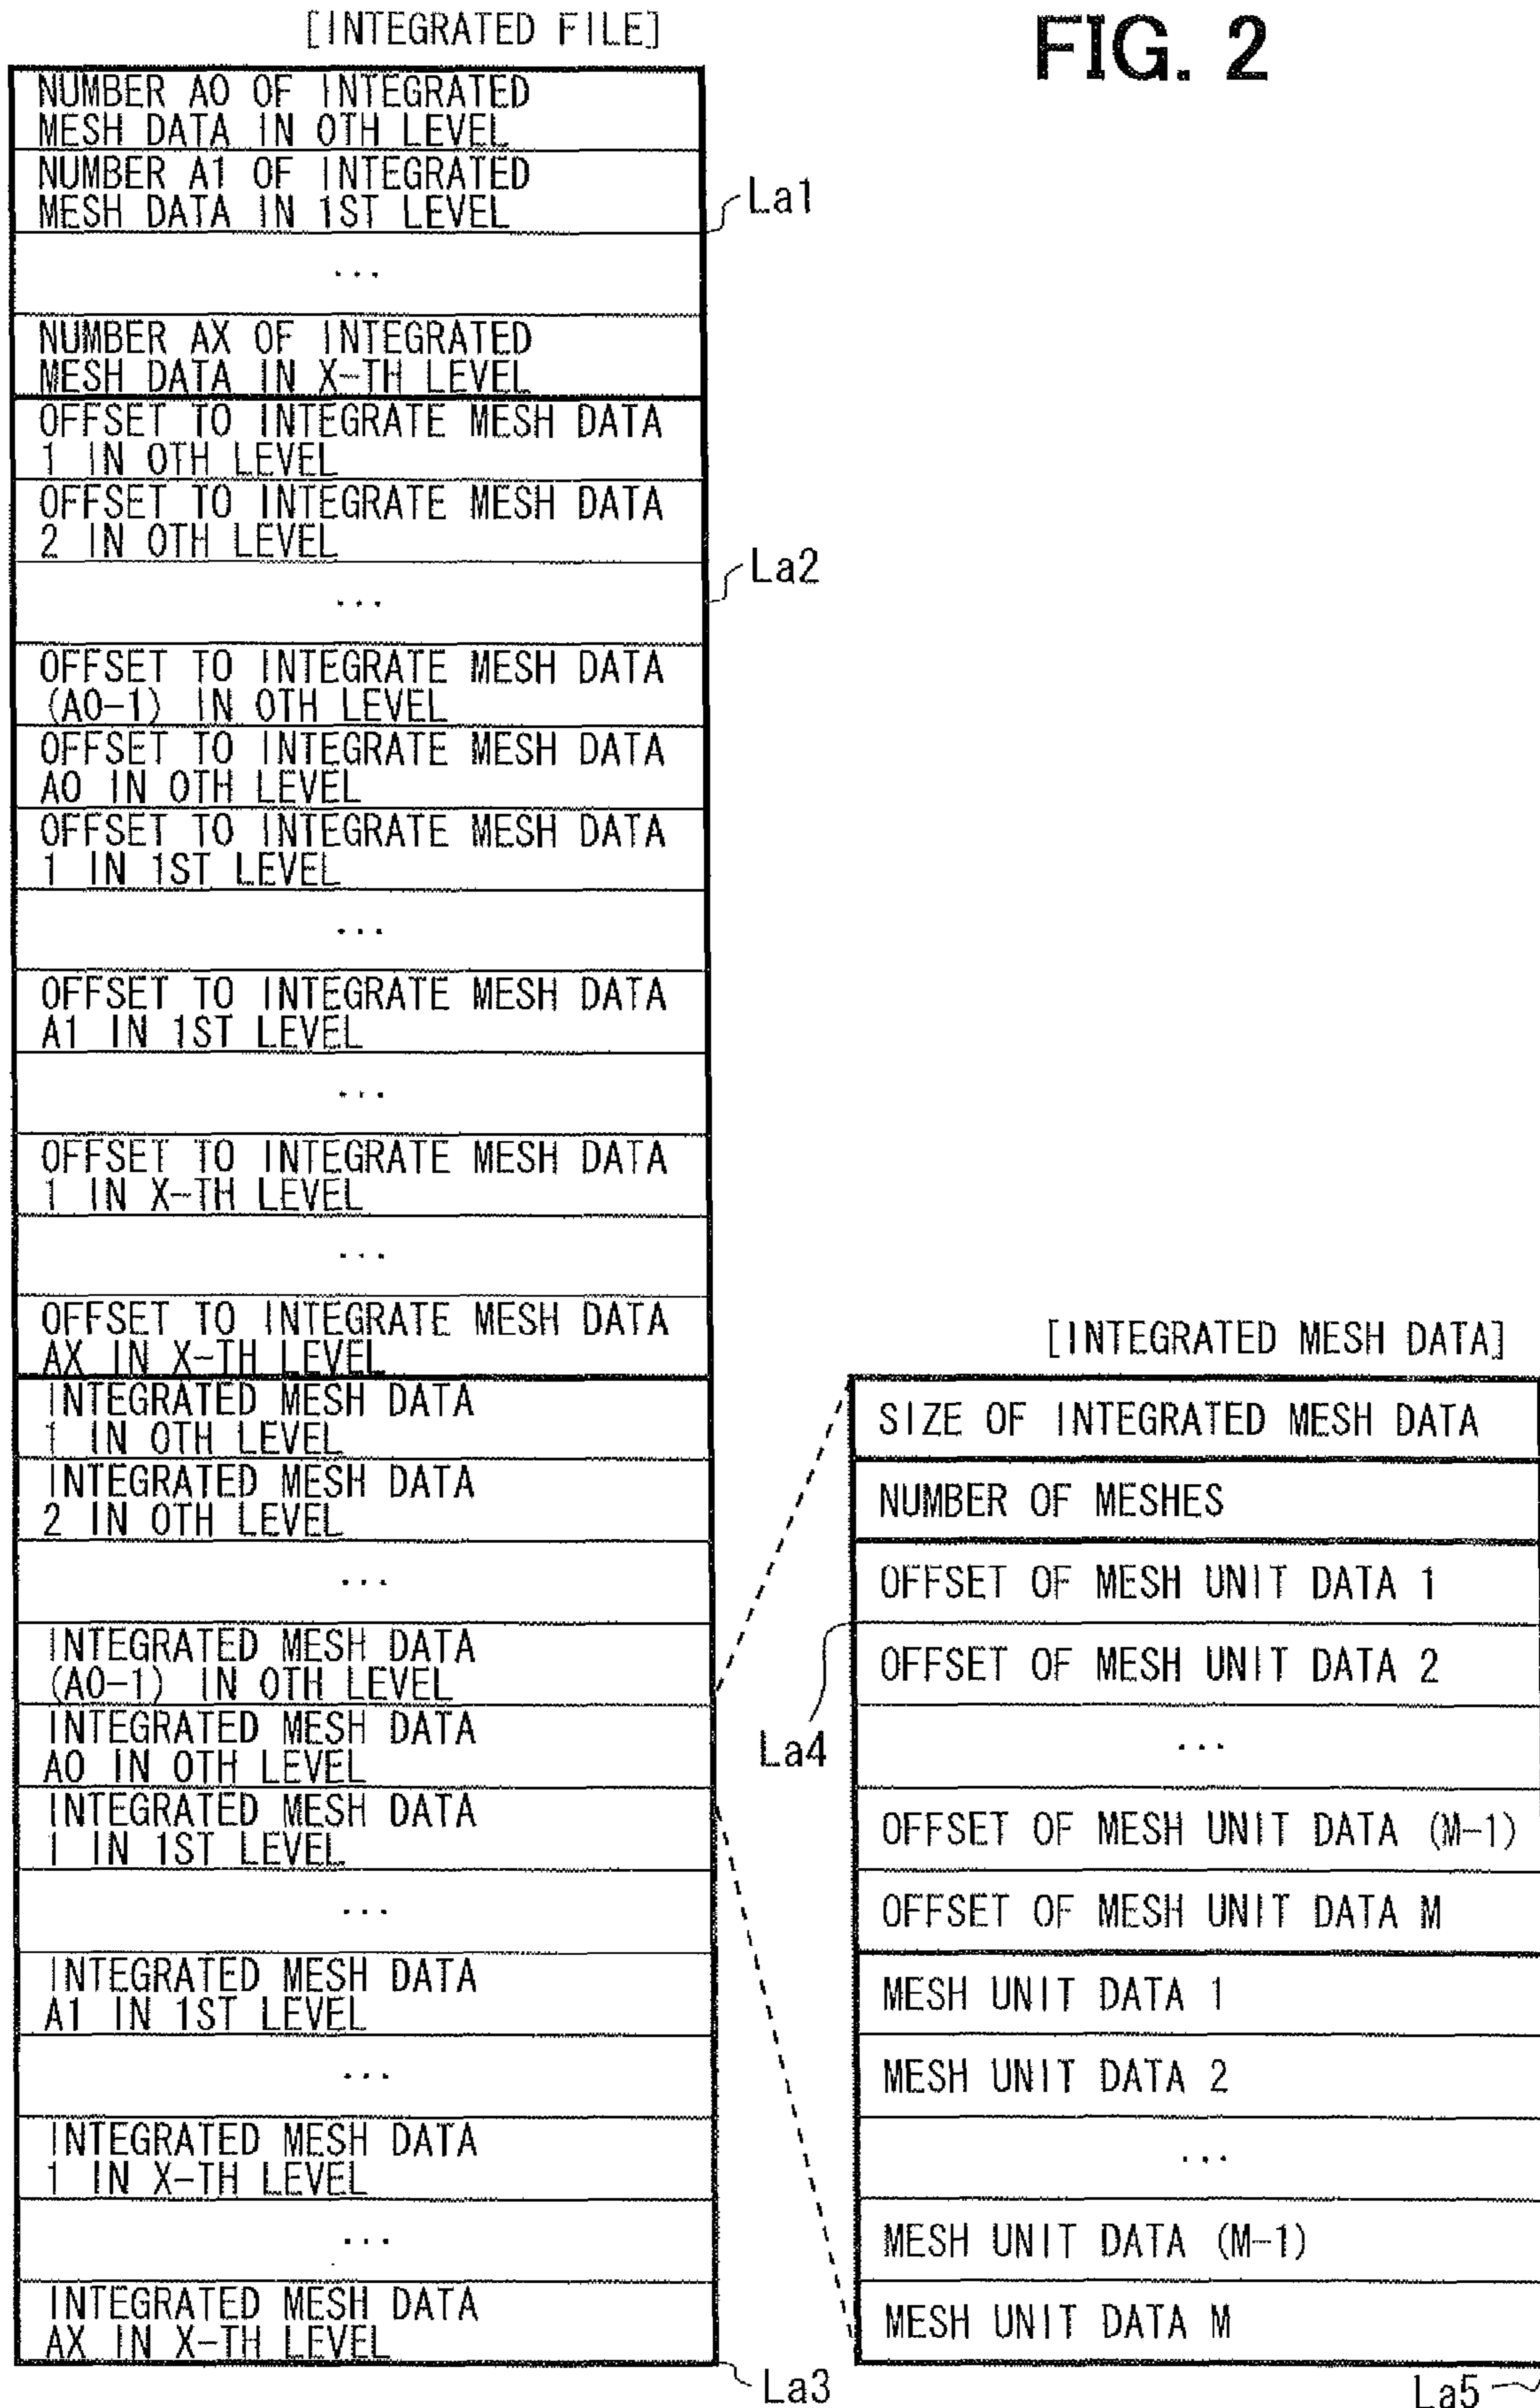 FIG. 2
[INTEGRATED FILE]
NUMBER A0 OF INTEGRATED
MESH DATA IN 0TH LEVEL
NUMBER A1 OF INTEGRATED
MESH DATA IN 1ST LEVEL
...
NUMBER AX OF INTEGRATED
MESH DATA IN X-TH LEVEL
La1
OFFSET TO INTEGRATE MESH DATA
1 IN 0TH LEVEL
OFFSET TO INTEGRATE MESH DATA
2 IN 0TH LEVEL
...
OFFSET TO INTEGRATE MESH DATA
(A0-1) IN 0TH LEVEL
OFFSET TO INTEGRATE MESH DATA
A0 IN 0TH LEVEL
OFFSET TO INTEGRATE MESH DATA
1 IN 1ST LEVEL
...
OFFSET TO INTEGRATE MESH DATA
A1 IN 1ST LEVEL
...
OFFSET TO INTEGRATE MESH DATA
1 IN X-TH LEVEL
...
OFFSET TO INTEGRATE MESH DATA
AX IN X-TH LEVEL
La2
INTEGRATED MESH DATA
1 IN 0TH LEVEL
INTEGRATED MESH DATA
2 IN 0TH LEVEL
...
INTEGRATED MESH DATA
(A0-1) IN 0TH LEVEL
INTEGRATED MESH DATA
A0 IN 0TH LEVEL
INTEGRATED MESH DATA
1 IN 1ST LEVEL
...
INTEGRATED MESH DATA
A1 IN 1ST LEVEL
...
INTEGRATED MESH DATA
1 IN X-TH LEVEL
...
INTEGRATED MESH DATA
AX IN X-TH LEVEL
La3
[INTEGRATED MESH DATA]
SIZE OF INTEGRATED MESH DATA
NUMBER OF MESHES
OFFSET OF MESH UNIT DATA 1
OFFSET OF MESH UNIT DATA 2
...
OFFSET OF MESH UNIT DATA (M-1)
OFFSET OF MESH UNIT DATA M
La4
MESH UNIT DATA 1
MESH UNIT DATA 2
...
MESH UNIT DATA (M-1)
MESH UNIT DATA M
La5